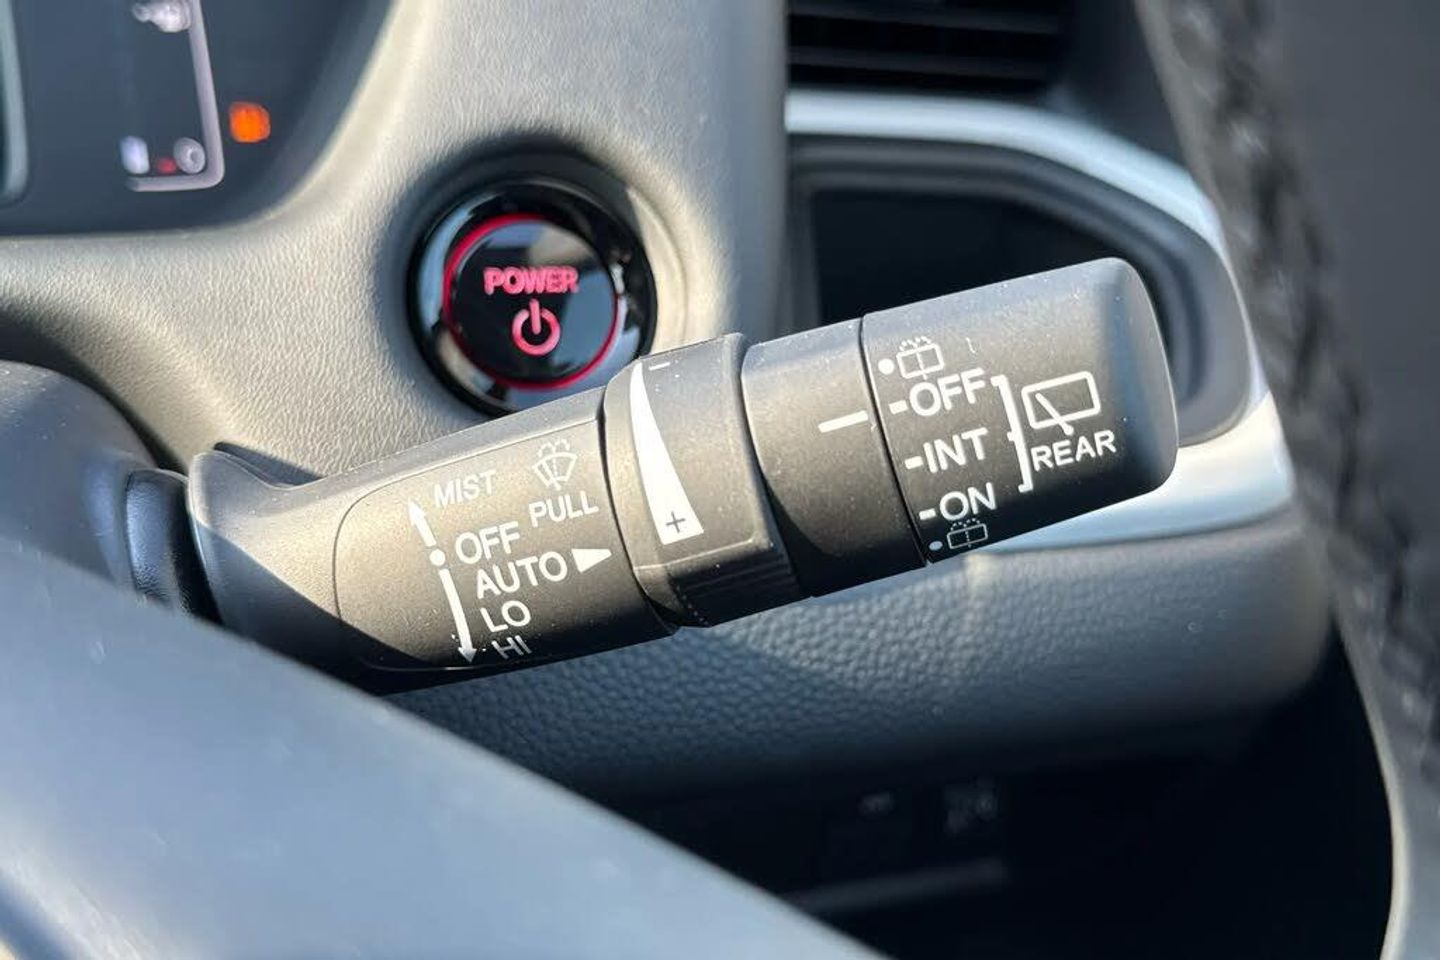 POWER
MIST
PULL
OFF
AUTO
LO
HI
-
+
OFF
INT
ON
REAR